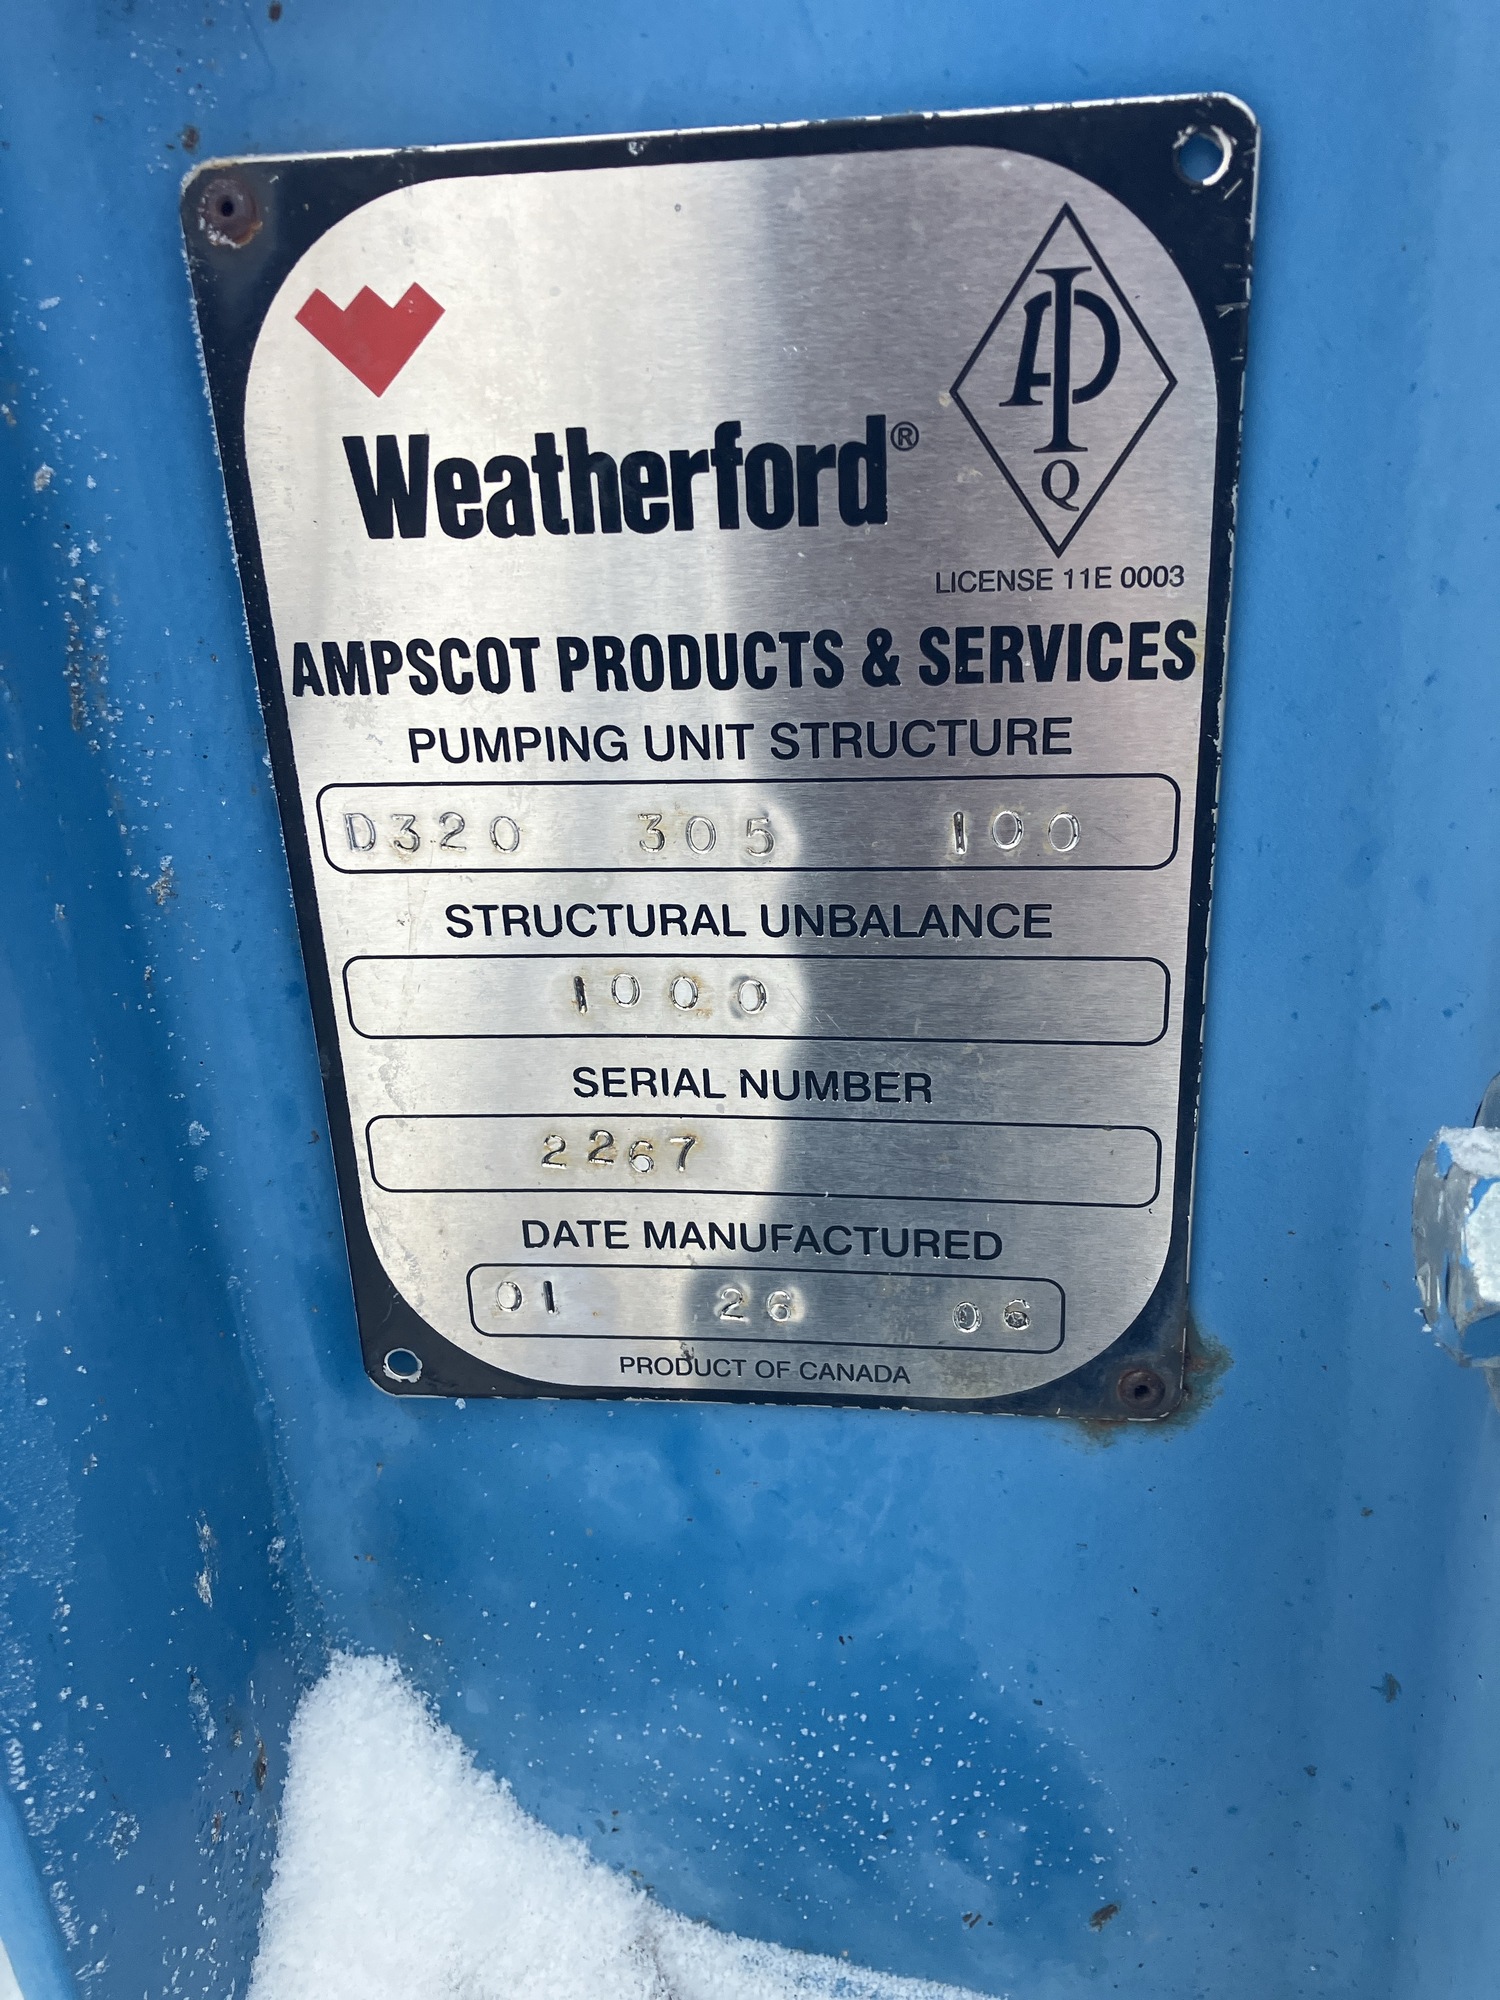 Weatherford®
API
Q
LICENSE 11E 0003
AMPSCOT PRODUCTS & SERVICES
PUMPING UNIT STRUCTURE
D320 305 100
STRUCTURAL UNBALANCE
1000
SERIAL NUMBER
2267
DATE MANUFACTURED
01 26 06
PRODUCT OF CANADA